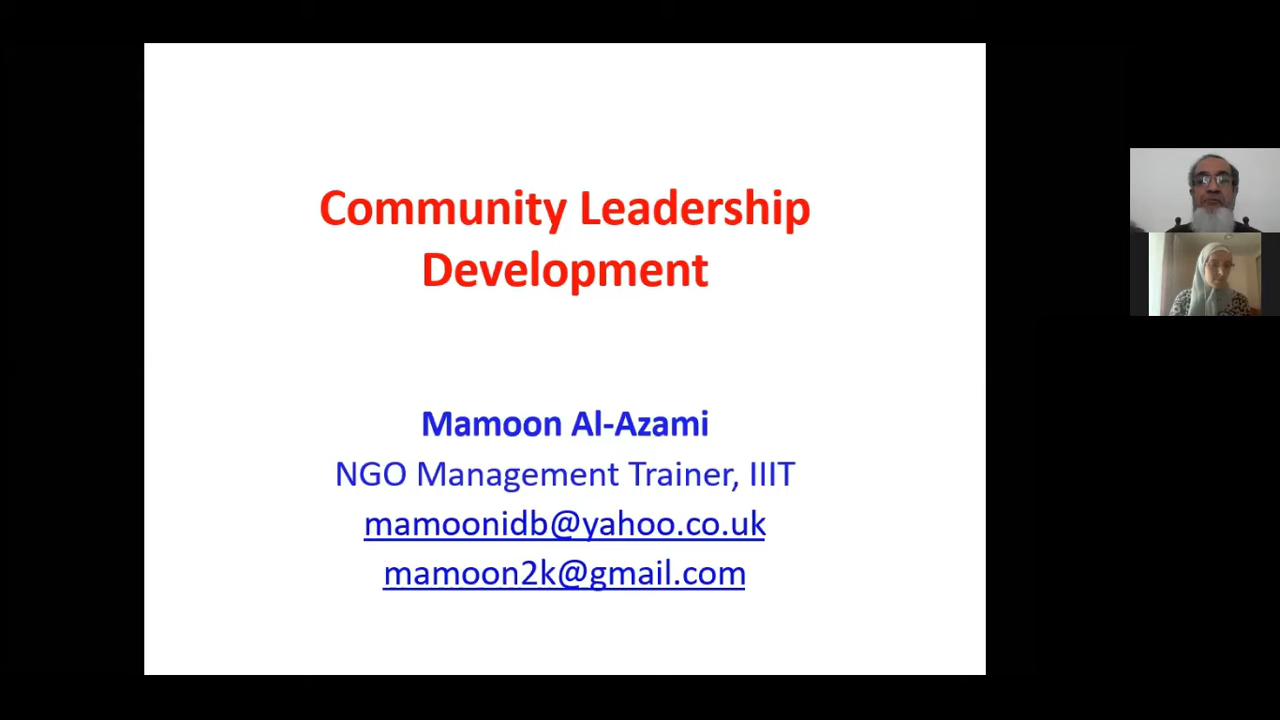 Community Leadership
Development
Mamoon Al-Azami
NGO Management Trainer, IIIT
mamoonidb@yahoo.co.uk
mamoon2k@gmail.com